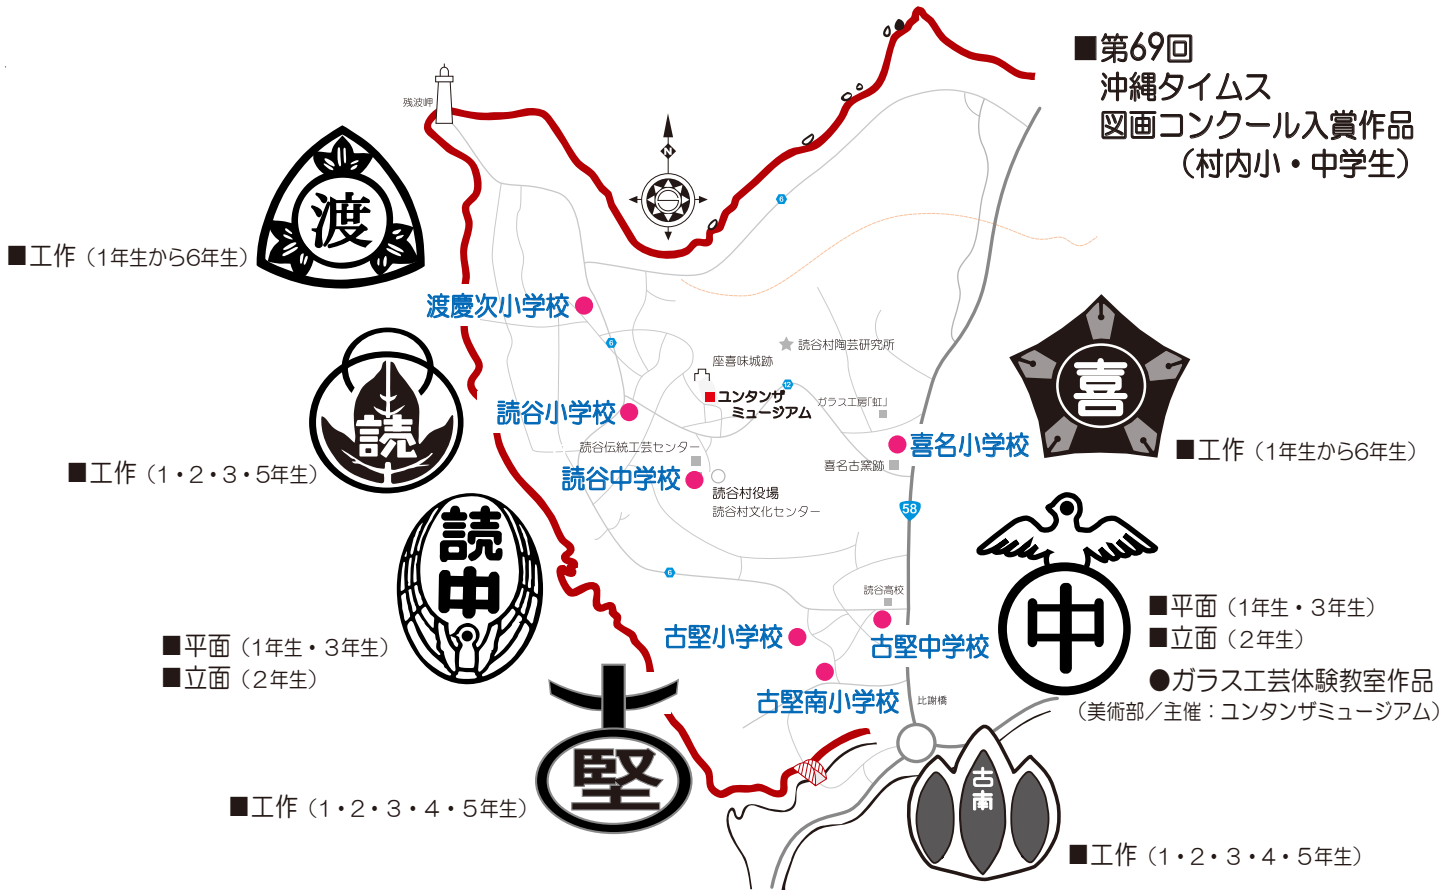 ■第69回
沖縄タイムス
図画コンクール入賞作品
（村内小・中学生）
残波岬
N
渡
■工作（1年生から6年生）
6
渡慶次小学校
6
読谷村陶芸研究所
座喜味城跡
12
ユンタンザ
ミュージアム
ガラス工房「虹」
喜
読
読谷小学校
喜名小学校
■工作（1年生から6年生）
■工作（1・2・3・5年生）
読谷伝統工芸センター
喜名古窯跡
読谷中学校
読谷村役場
読谷村文化センター
58
読中
6
読谷高校
中
■平面（1年生・3年生）
■立面（2年生）
●ガラス工芸体験教室作品
（美術部／主催：ユンタンザミュージアム）
■平面（1年生・3年生）
■立面（2年生）
古堅小学校
古堅中学校
古堅南小学校
比謝橋
堅
■工作（1・2・3・4・5年生）
古南
■工作（1・2・3・4・5年生）